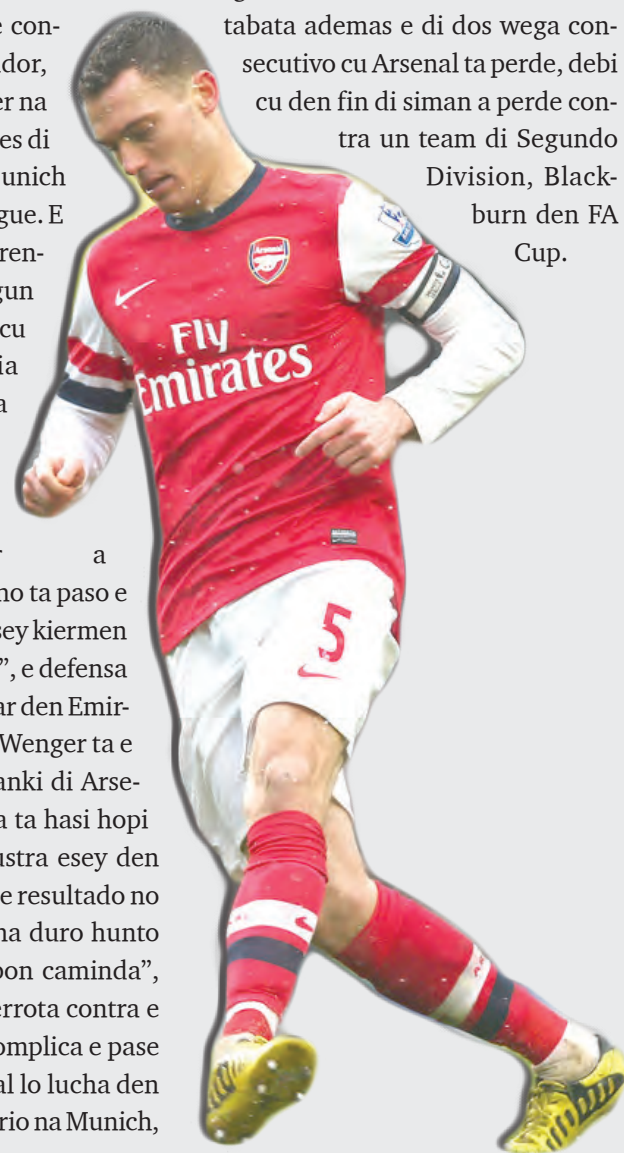 e con-
dor,
er na
es di
unich
gue. E
ren-
gun
cu
ia
a
a
no ta paso e
sey kiermen
”, e defensa
ar den Emir-
Wenger ta e
anki di Arse-
a ta hasi hopi
ustra esey den
e resultado no
na duro hunto
bon caminda”,
errota contra e
omplica e pase
al lo lucha den
rio na Munich,
tabata ademas e di dos wega con-
secutivo cu Arsenal ta perde, debi
cu den fin di siman a perde con-
tra un team di Segundo
Division, Black-
burn den FA
Cup.
Arsenal
Fly
Emirates
5